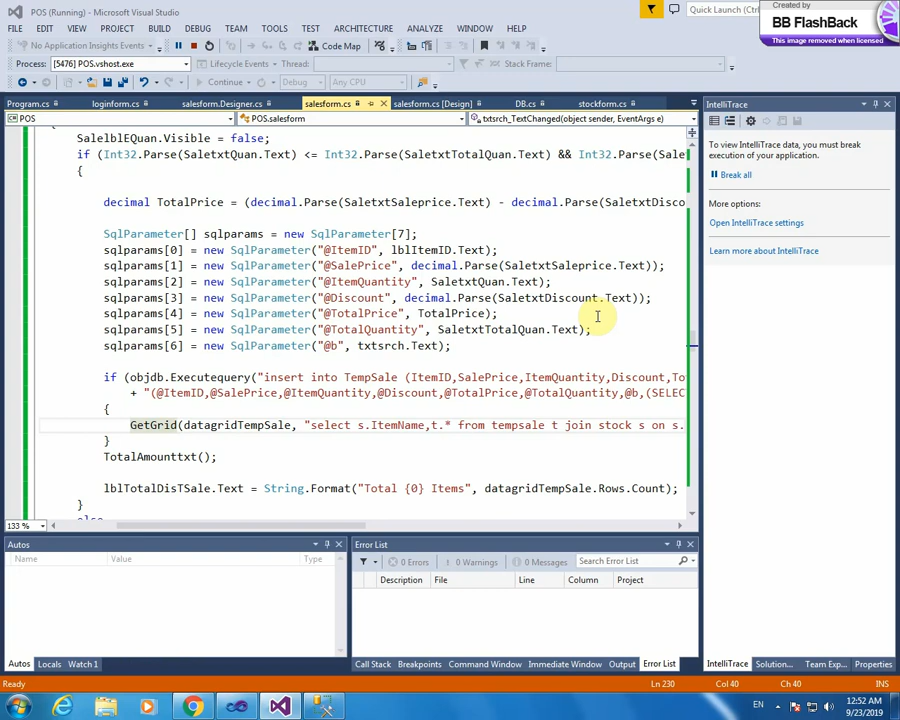 POS (Running) - Microsoft Visual Studio
Quick Launch (Ctrl
Created by
BB FlashBack
This image removed when licensed
FILE EDIT VIEW PROJECT BUILD DEBUG TEAM TOOLS TEST ARCHITECTURE ANALYZE WINDOW HELP
No Application Insights Events Code Map
Process: [5476] POS.vshost.exe Lifecycle Events Thread: Stack Frame:
Continue Debug Any CPU
Program.cs loginform.cs salesform.Designer.cs salesform.cs salesform.cs [Design] DB.cs stockform.cs
POS POS.salesform txtsrch_TextChanged(object sender, EventArgs e)
SalelblEQuan.Visible = false;
if (Int32.Parse(SaletxtQuan.Text) <= Int32.Parse(SaletxtTotalQuan.Text) && Int32.Parse(Sale
{
decimal TotalPrice = (decimal.Parse(SaletxtSaleprice.Text) - decimal.Parse(SaletxtDisco
SqlParameter[] sqlparams = new SqlParameter[7];
sqlparams[0] = new SqlParameter("@ItemID", lblItemID.Text);
sqlparams[1] = new SqlParameter("@SalePrice", decimal.Parse(SaletxtSaleprice.Text));
sqlparams[2] = new SqlParameter("@ItemQuantity", SaletxtQuan.Text);
sqlparams[3] = new SqlParameter("@Discount", decimal.Parse(SaletxtDiscount.Text));
sqlparams[4] = new SqlParameter("@TotalPrice", TotalPrice);
sqlparams[5] = new SqlParameter("@TotalQuantity", SaletxtTotalQuan.Text);
sqlparams[6] = new SqlParameter("@b", txtsrch.Text);
if (objdb.Executequery("insert into TempSale (ItemID,SalePrice,ItemQuantity,Discount,To
+ "(@ItemID,@SalePrice,@ItemQuantity,@Discount,@TotalPrice,@TotalQuantity,@b,(SELEC
{
GetGrid(datagridTempSale, "select s.ItemName,t.* from tempsale t join stock s on s.
}
TotalAmounttxt();
lblTotalDisTSale.Text = String.Format("Total {0} Items", datagridTempSale.Rows.Count);
}
else
133 %
IntelliTrace
To view IntelliTrace data, you must break
execution of your application.
Break all
More options:
Open IntelliTrace settings
Learn more about IntelliTrace
Autos
Name Value Type
Error List
0 Errors 0 Warnings 0 Messages Search Error List
Description File Line Column Project
Autos Locals Watch 1
Call Stack Breakpoints Command Window Immediate Window Output Error List
IntelliTrace Solution... Team Exp... Properties
Ready Ln 230 Col 40 Ch 40 INS
EN 12:52 AM
9/23/2019